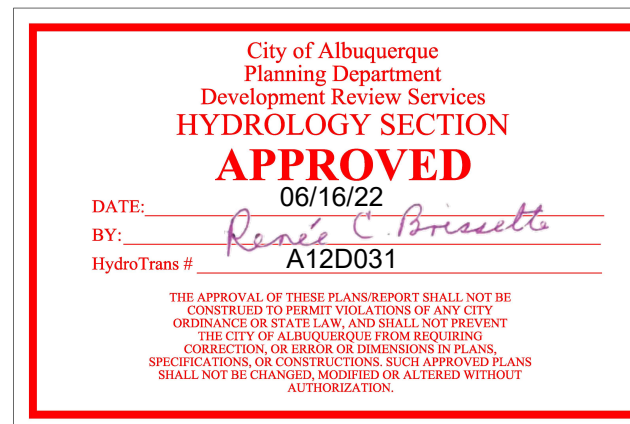 City of Albuquerque
Planning Department
Development Review Services
HYDROLOGY SECTION
APPROVED
DATE: 06/16/22
BY: Renée C. Brissette
HydroTrans # A12D031
THE APPROVAL OF THESE PLANS/REPORT SHALL NOT BE
CONSTRUED TO PERMIT VIOLATIONS OF ANY CITY
ORDINANCE OR STATE LAW, AND SHALL NOT PREVENT
THE CITY OF ALBUQUERQUE FROM REQUIRING
CORRECTION, OR ERROR OR DIMENSIONS IN PLANS,
SPECIFICATIONS, OR CONSTRUCTIONS. SUCH APPROVED PLANS
SHALL NOT BE CHANGED, MODIFIED OR ALTERED WITHOUT
AUTHORIZATION.